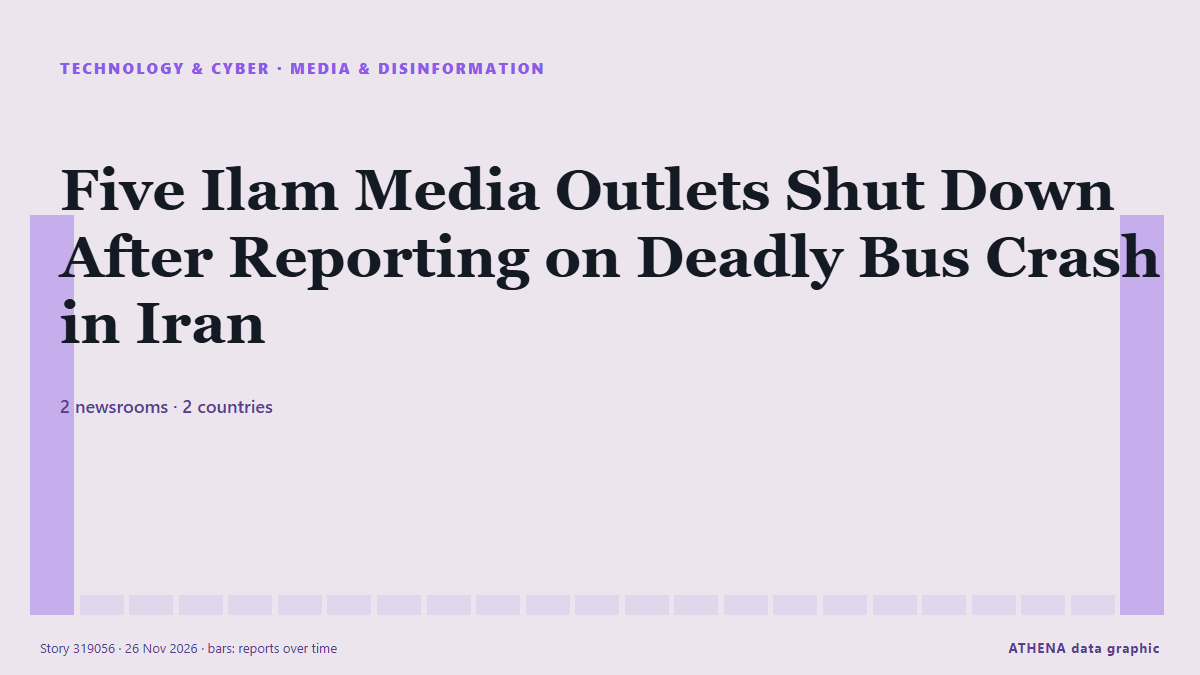 TECHNOLOGY & CYBER · MEDIA & DISINFORMATION
Five Ilam Media Outlets Shut Down
After Reporting on Deadly Bus Crash
in Iran
2 newsrooms · 2 countries
Story 319056 · 26 Nov 2026 · bars: reports over time
ATHENA data graphic